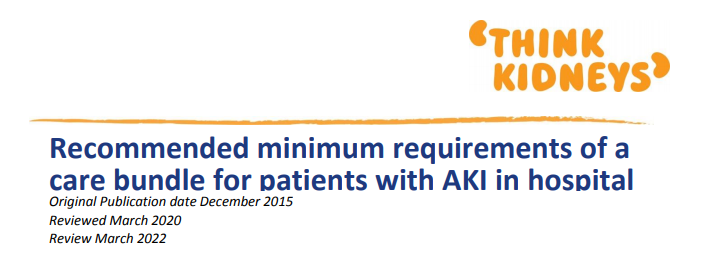 ‘THINK
KIDNEYS’
Recommended minimum requirements of a
care bundle for patients with AKI in hospital
Original Publication date December 2015
Reviewed March 2020
Review March 2022